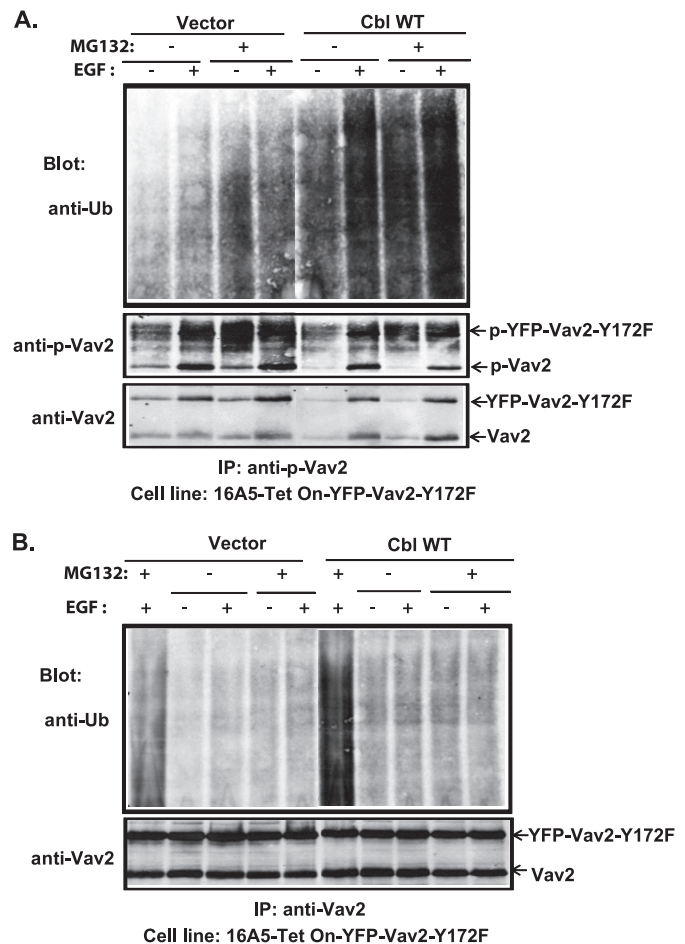 A.
Vector Cbl WT
MG132: - + - +
EGF : - + - + - + - +
Blot:
anti-Ub
anti-p-Vav2
p-YFP-Vav2-Y172F
p-Vav2
anti-Vav2
YFP-Vav2-Y172F
Vav2
IP: anti-p-Vav2
Cell line: 16A5-Tet On-YFP-Vav2-Y172F
B.
Vector Cbl WT
MG132: + - + + - +
EGF : + - + - + + - + - +
Blot:
anti-Ub
anti-Vav2
YFP-Vav2-Y172F
Vav2
IP: anti-Vav2
Cell line: 16A5-Tet On-YFP-Vav2-Y172F